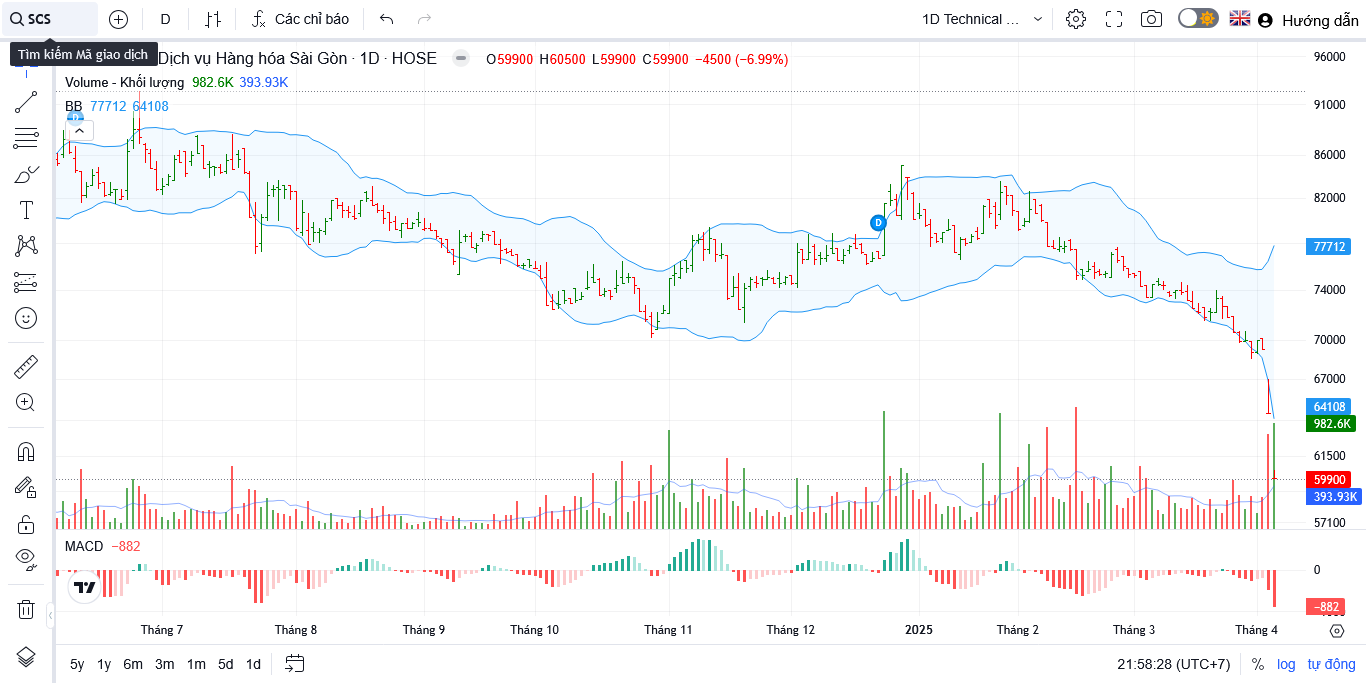 SCS D Các chỉ báo 1D Technical ... Hướng dẫn
Tìm kiếm Mã giao dịch
Dịch vụ Hàng hóa Sài Gòn · 1D · HOSE O59900 H60500 L59900 C59900 −4500 (−6.99%)
Volume - Khối lượng 982.6K 393.93K
BB 77712 64108
D
D
T
96000
91000
86000
82000
77712
74000
70000
67000
64108
982.6K
61500
59900
393.93K
57100
MACD −882
0
−882
Tháng 7 Tháng 8 Tháng 9 Tháng 10 Tháng 11 Tháng 12 2025 Tháng 2 Tháng 3 Tháng 4
5y 1y 6m 3m 1m 5d 1d 21:58:28 (UTC+7) % log tự động